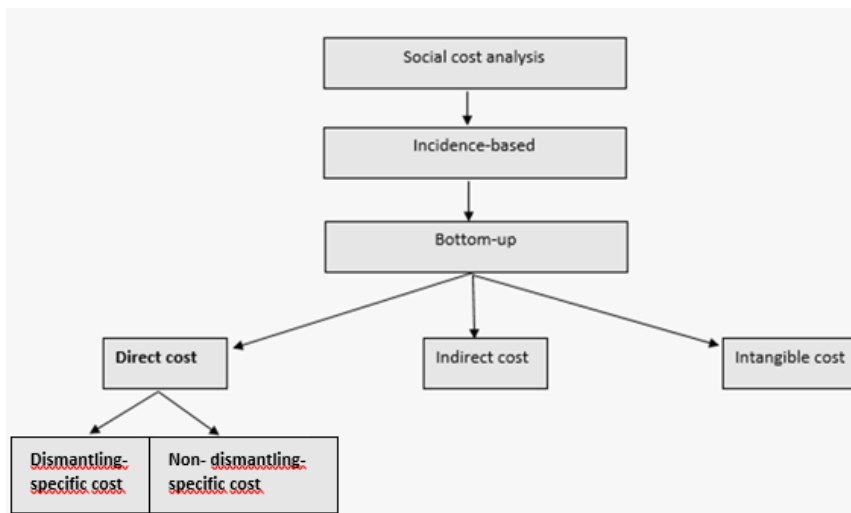 Social cost analysis
Incidence-based
Bottom-up
Direct cost
Indirect cost
Intangible cost
Dismantling-
specific cost
Non- dismantling-
specific cost